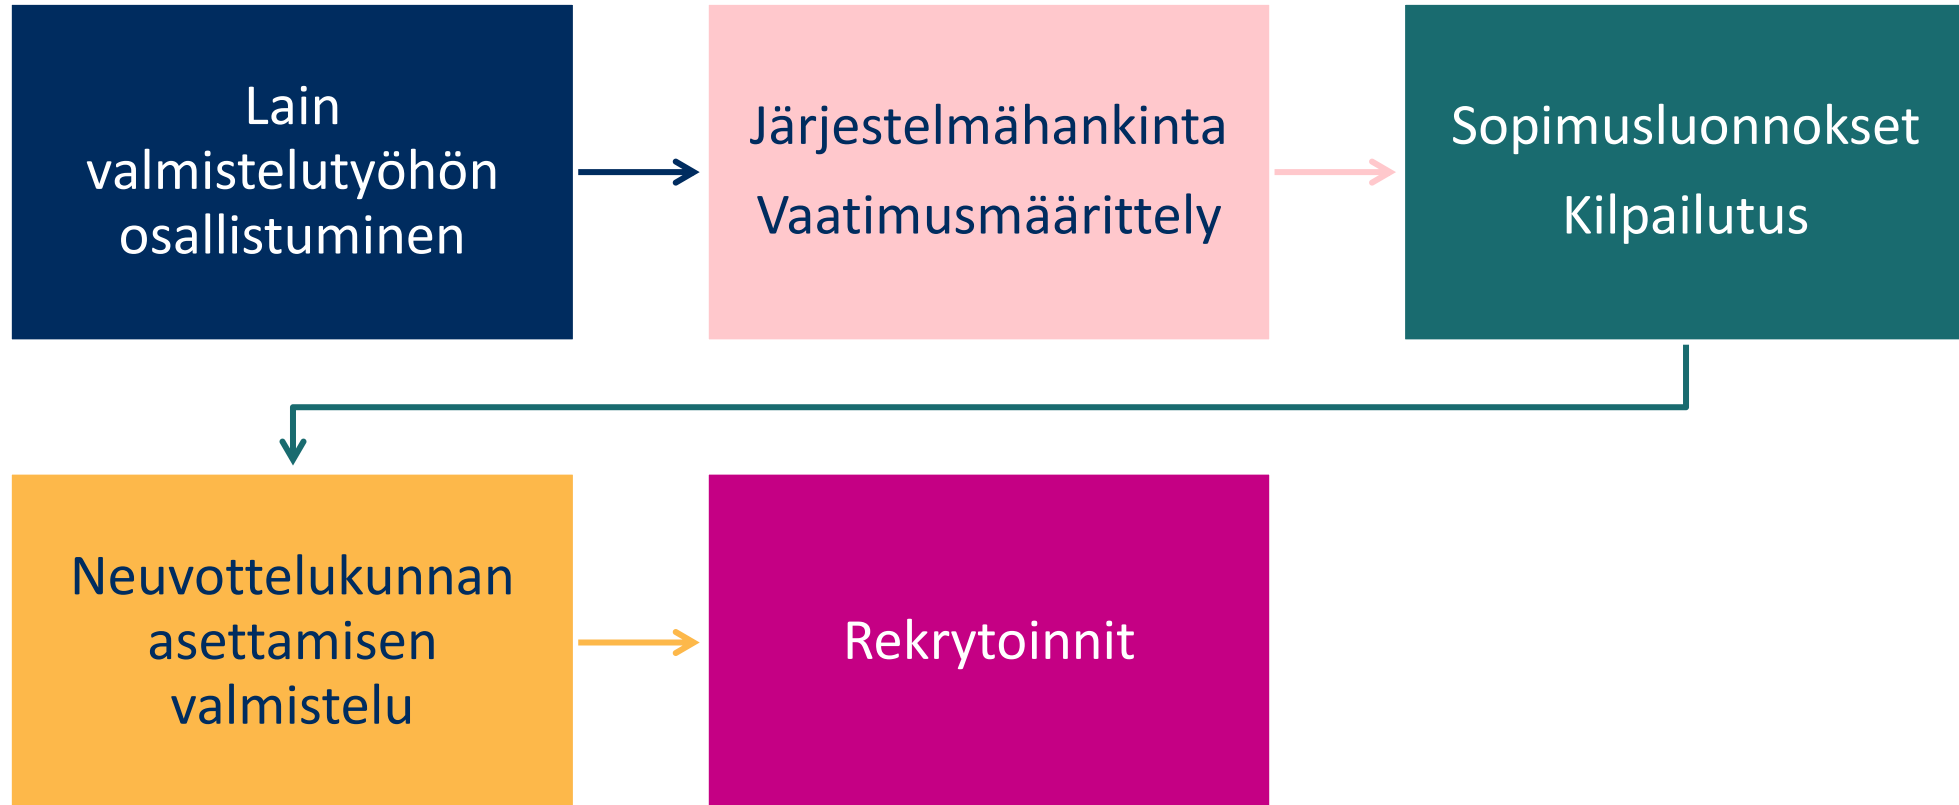 Lain
valmistelutyöhön
osallistuminen
Järjestelmähankinta
Vaatimusmäärittely
Sopimusluonnokset
Kilpailutus
Neuvottelukunnan
asettamisen
valmistelu
Rekrytoinnit